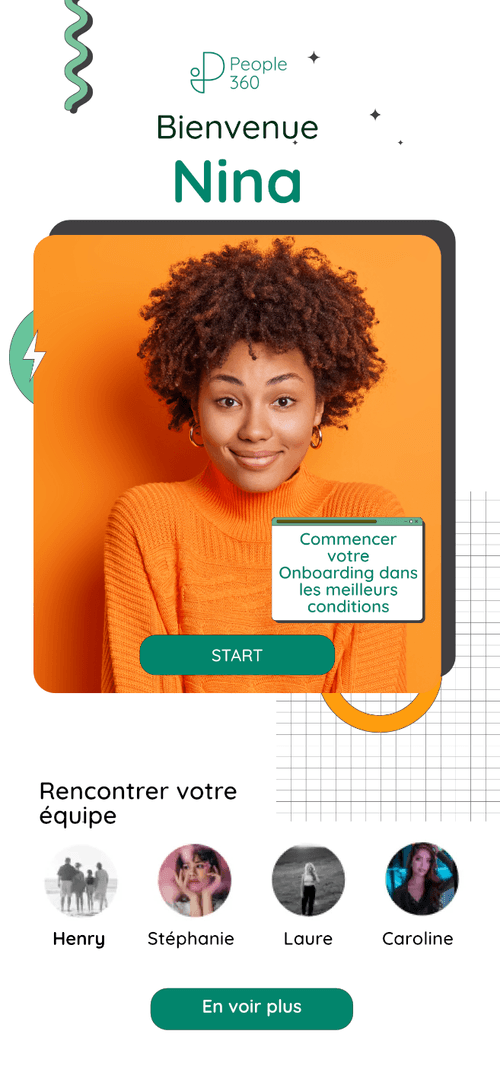 People
360
Bienvenue
Nina
Commencer
votre
Onboarding dans
les meilleurs
conditions
START
Rencontrer votre
équipe
Henry
Stéphanie
Laure
Caroline
En voir plus